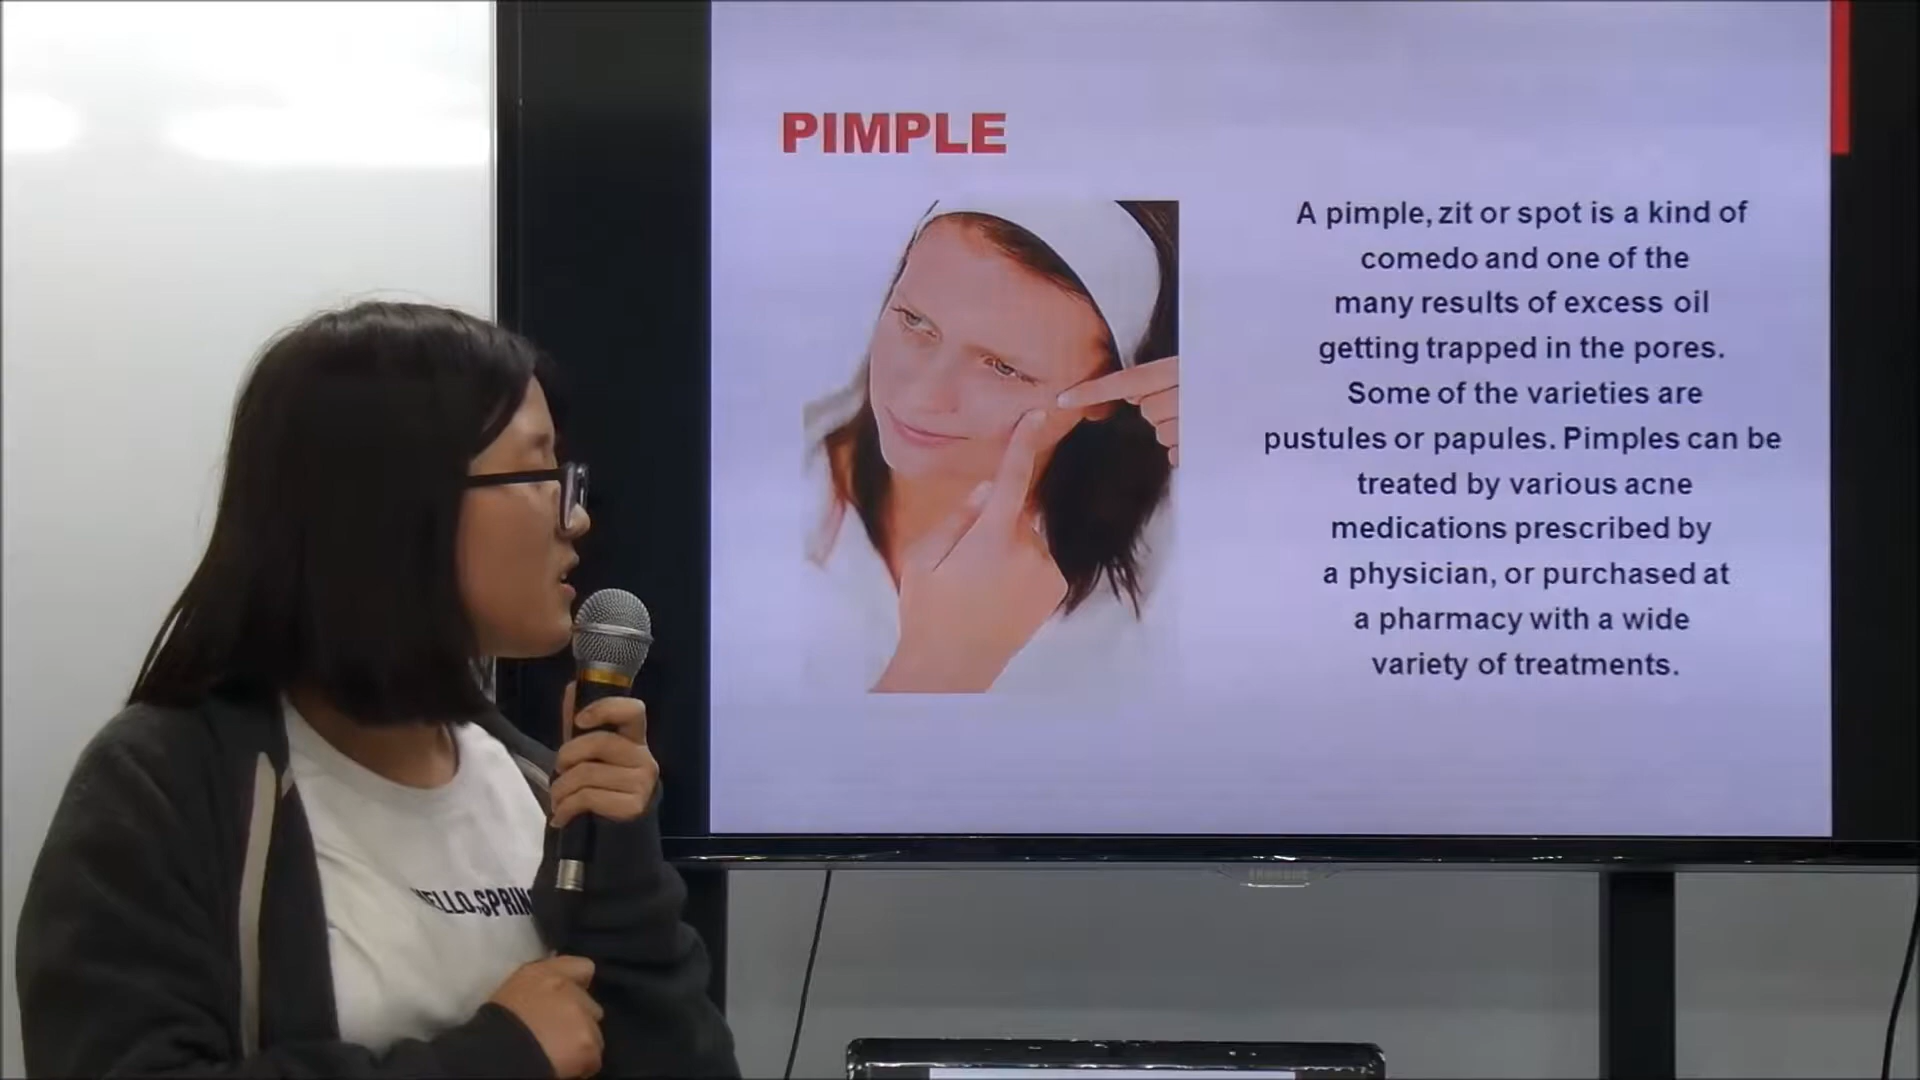 PIMPLE
A pimple, zit or spot is a kind of
comedo and one of the
many results of excess oil
getting trapped in the pores.
Some of the varieties are
pustules or papules. Pimples can be
treated by various acne
medications prescribed by
a physician, or purchased at
a pharmacy with a wide
variety of treatments.
SAMSUNG